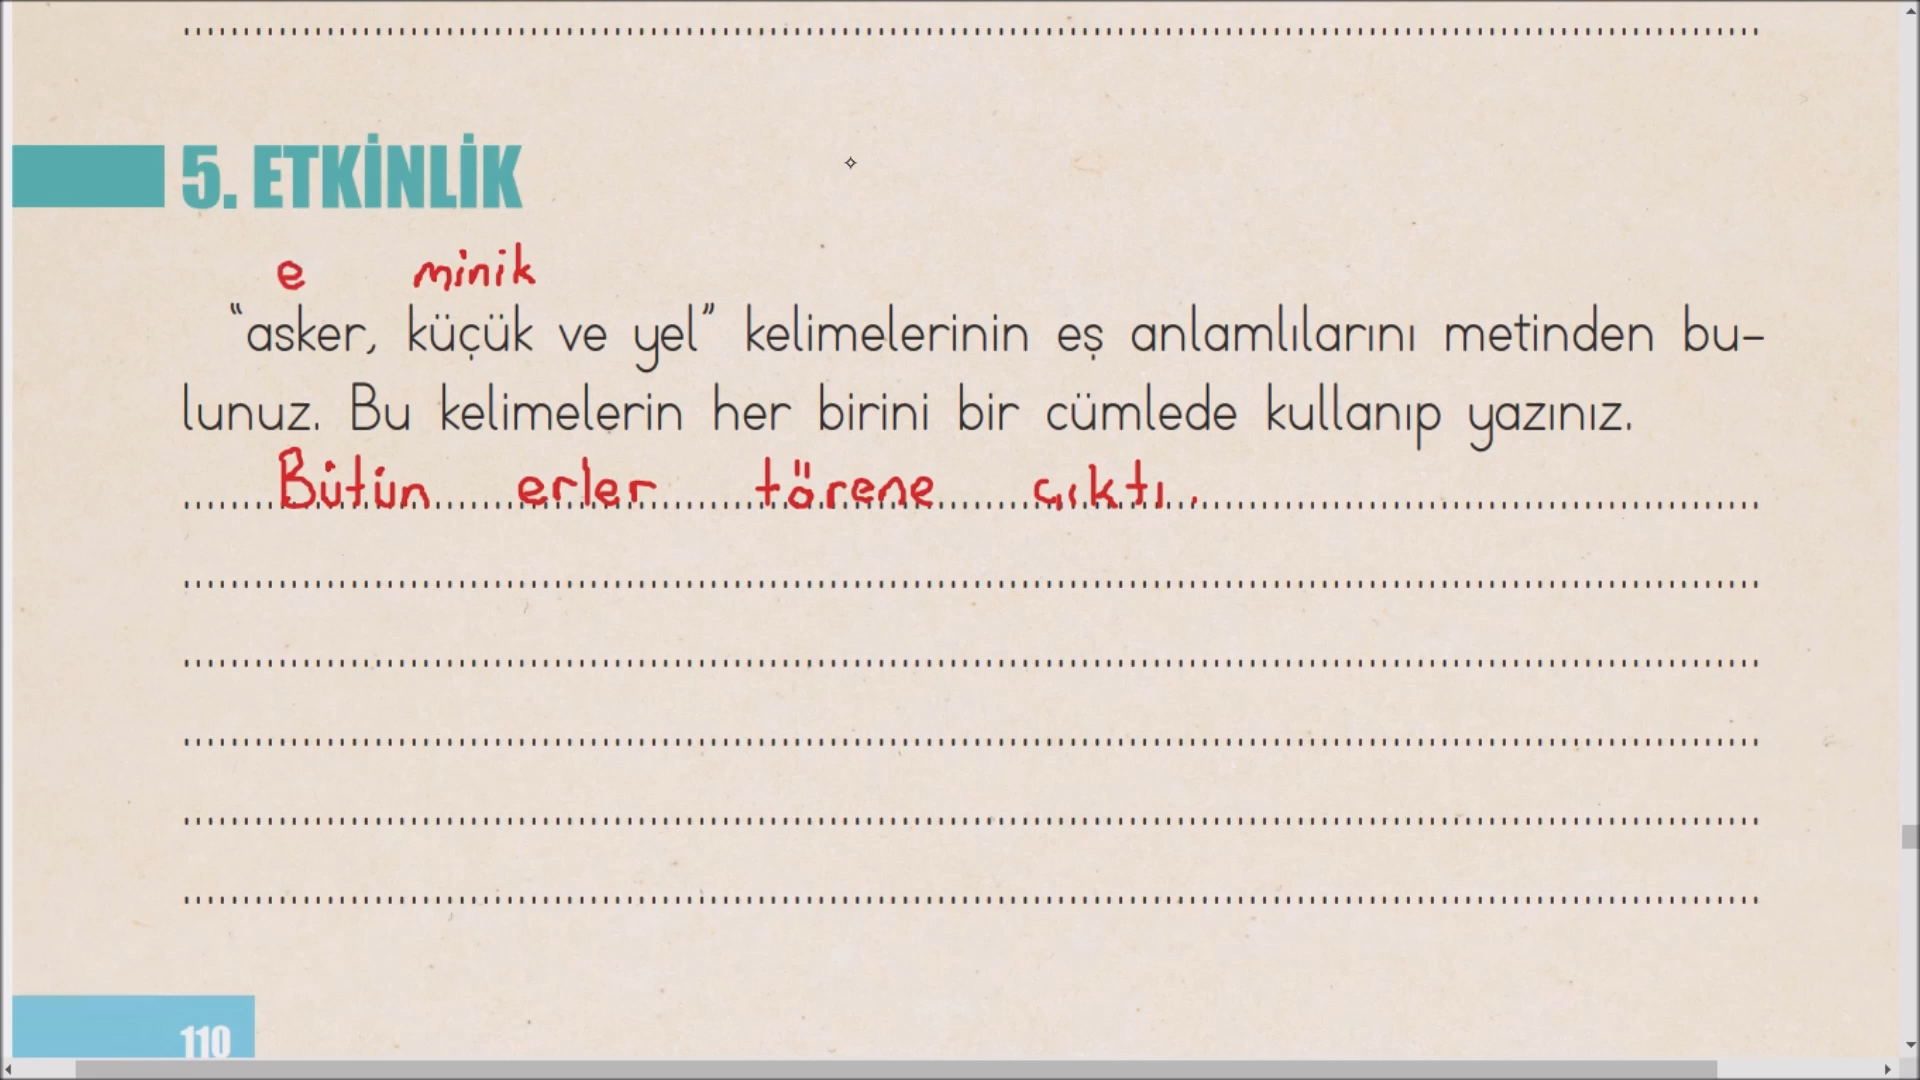 5. ETKİNLİK
e minik
“asker, küçük ve yel” kelimelerinin eş anlamlılarını metinden bu-
lunuz. Bu kelimelerin her birini bir cümlede kullanıp yazınız.
Bütün erler törene çıktı.
110